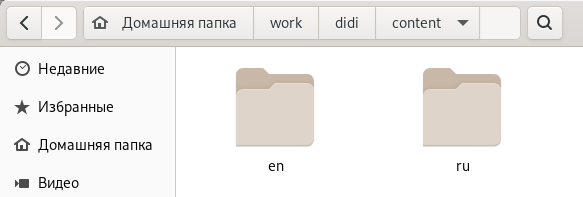 Домашняя папка work didi content
Недавние
Избранные
Домашняя папка
Видео
en ru